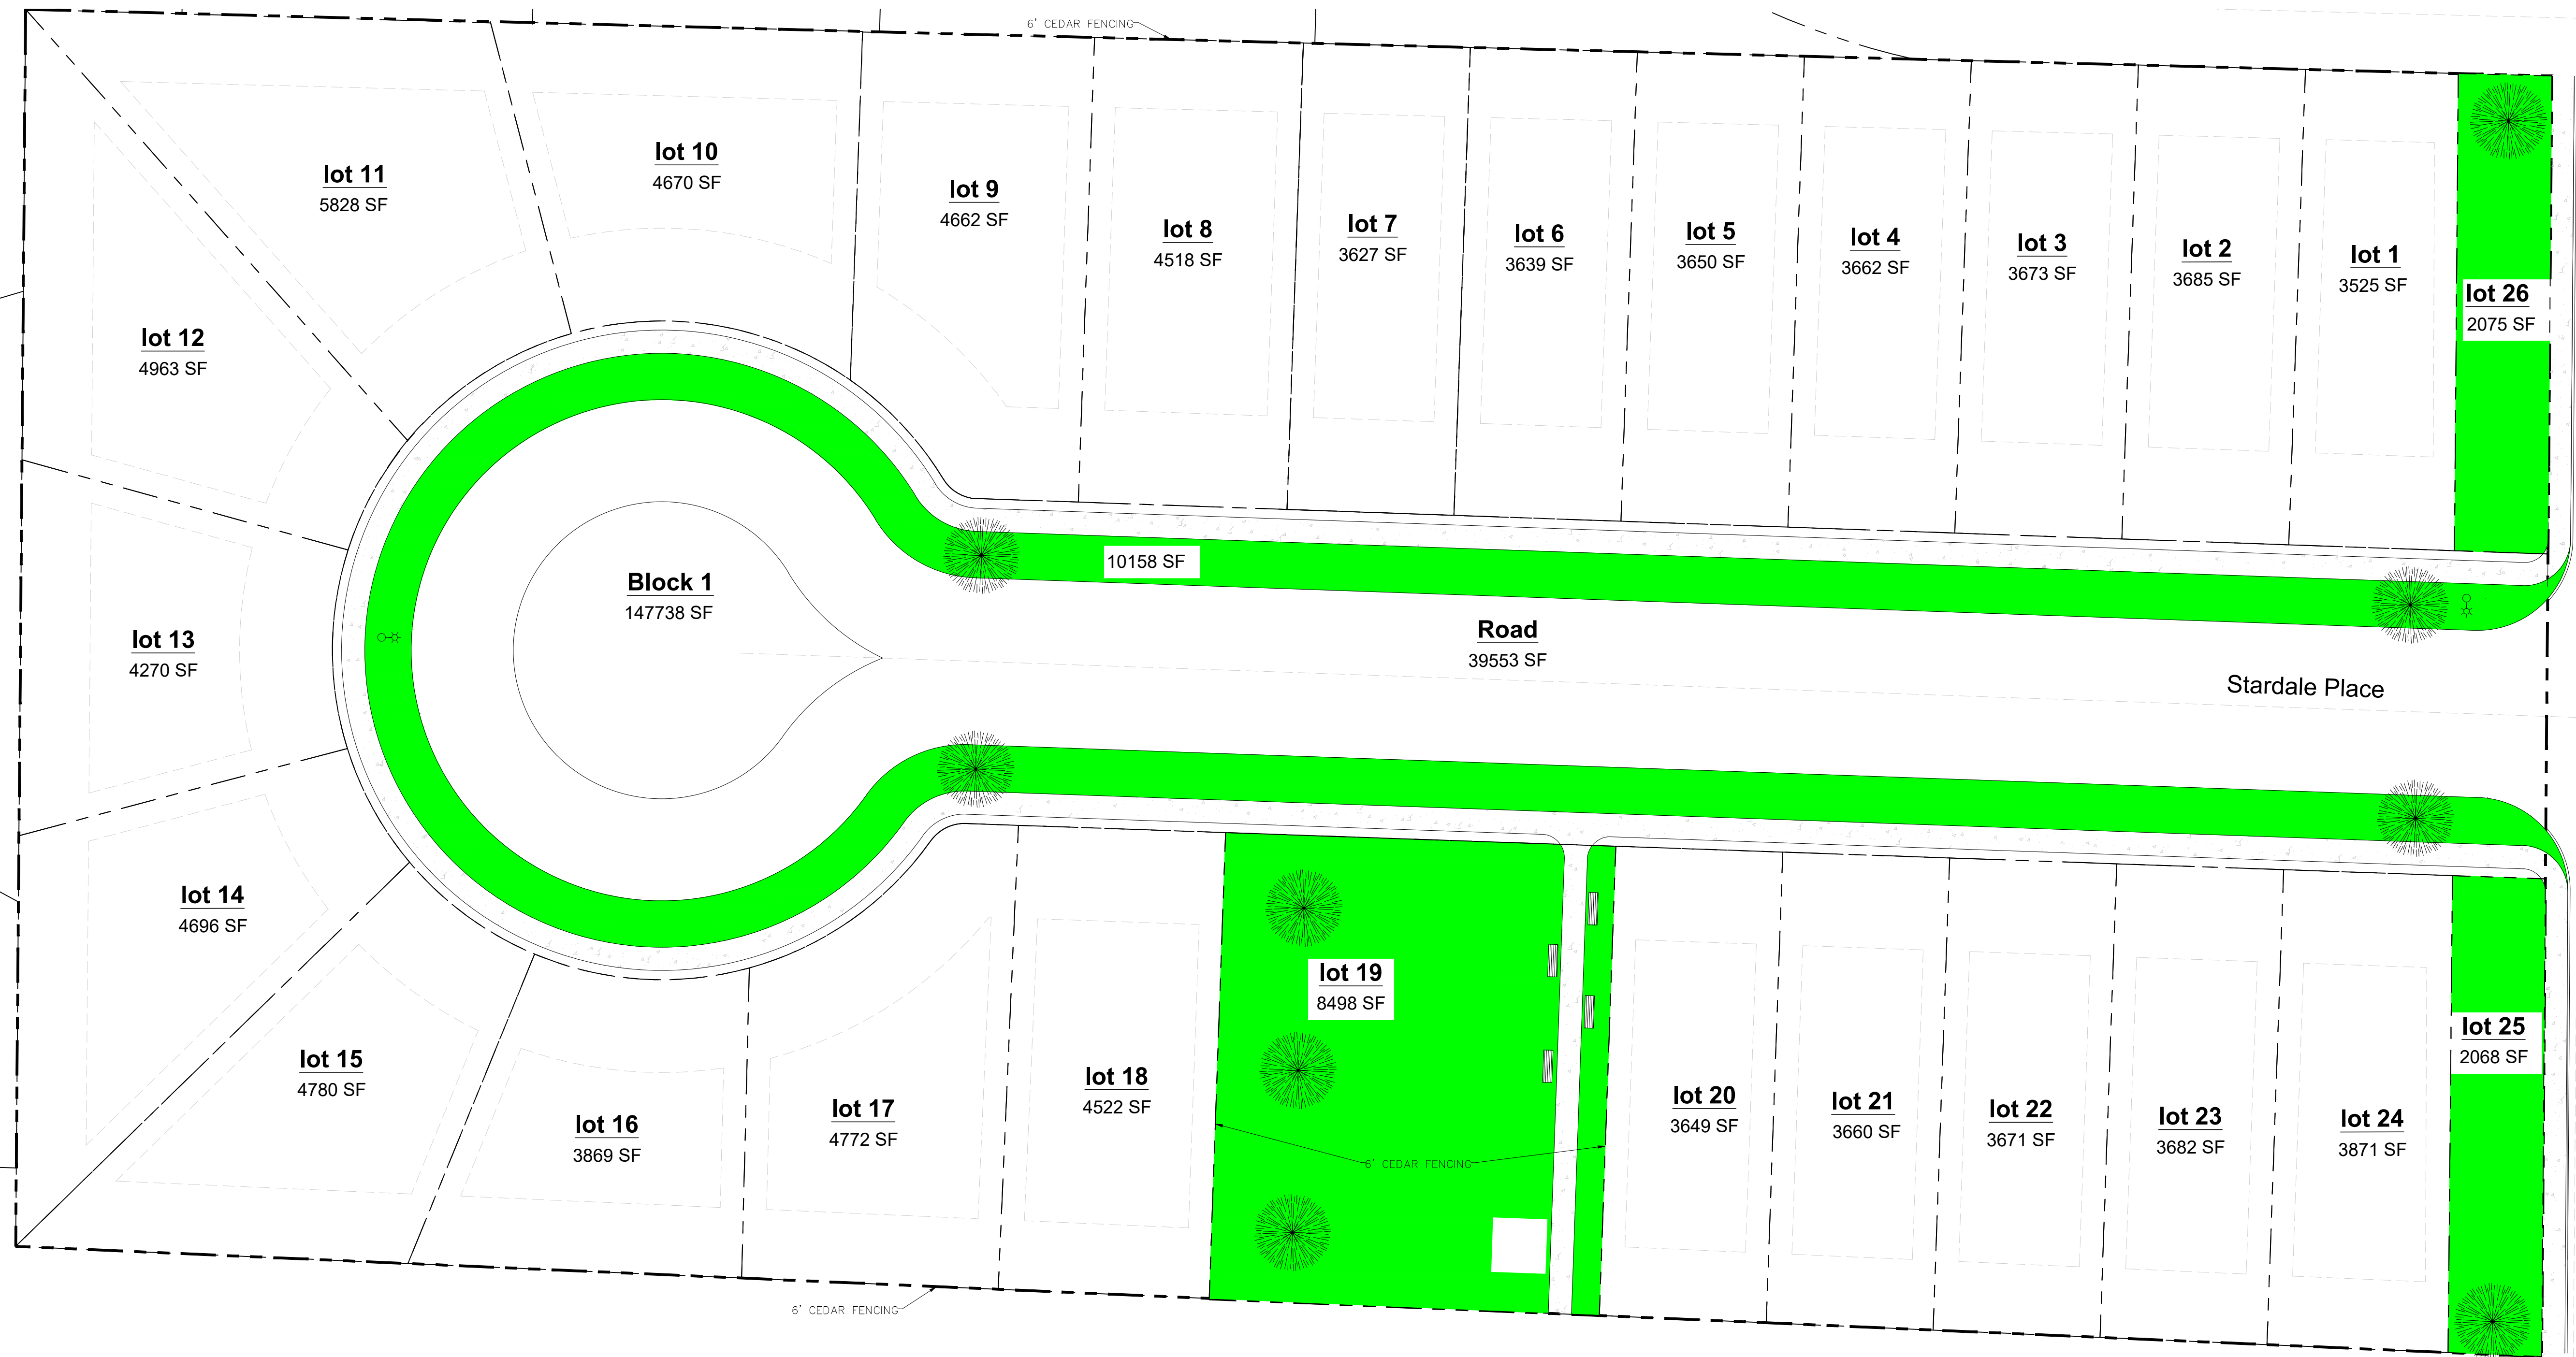 6' CEDAR FENCING
lot 11
5828 SF
lot 10
4670 SF
lot 9
4662 SF
lot 8
4518 SF
lot 7
3627 SF
lot 6
3639 SF
lot 5
3650 SF
lot 4
3662 SF
lot 3
3673 SF
lot 2
3685 SF
lot 1
3525 SF
lot 26
2075 SF
lot 12
4963 SF
lot 13
4270 SF
Block 1
147738 SF
10158 SF
Road
39553 SF
Stardale Place
lot 14
4696 SF
lot 15
4780 SF
lot 16
3869 SF
lot 17
4772 SF
lot 18
4522 SF
lot 19
8498 SF
6' CEDAR FENCING
lot 20
3649 SF
lot 21
3660 SF
lot 22
3671 SF
lot 23
3682 SF
lot 24
3871 SF
lot 25
2068 SF
6' CEDAR FENCING